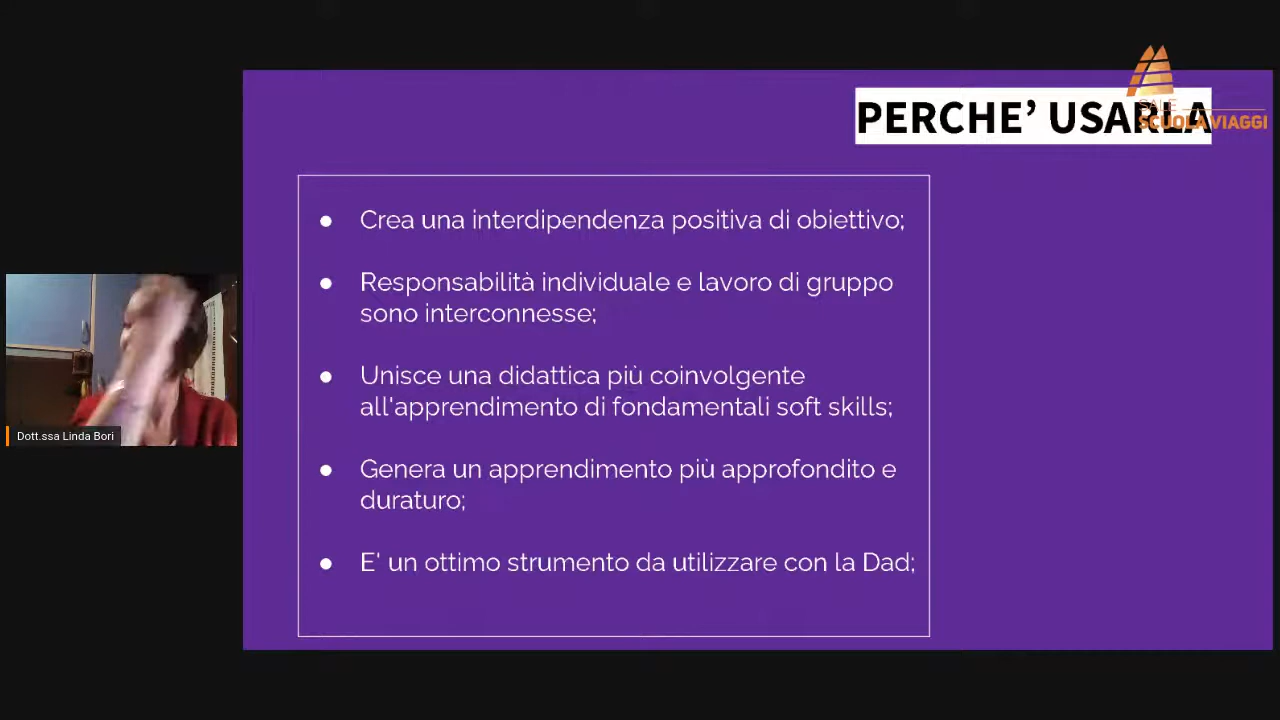 PERCHE’ USARLA
SALE
SCUOLAVIAGGI
● Crea una interdipendenza positiva di obiettivo;
● Responsabilità individuale e lavoro di gruppo
sono interconnesse;
● Unisce una didattica più coinvolgente
all'apprendimento di fondamentali soft skills;
● Genera un apprendimento più approfondito e
duraturo;
● E' un ottimo strumento da utilizzare con la Dad;
Dott.ssa Linda Bori